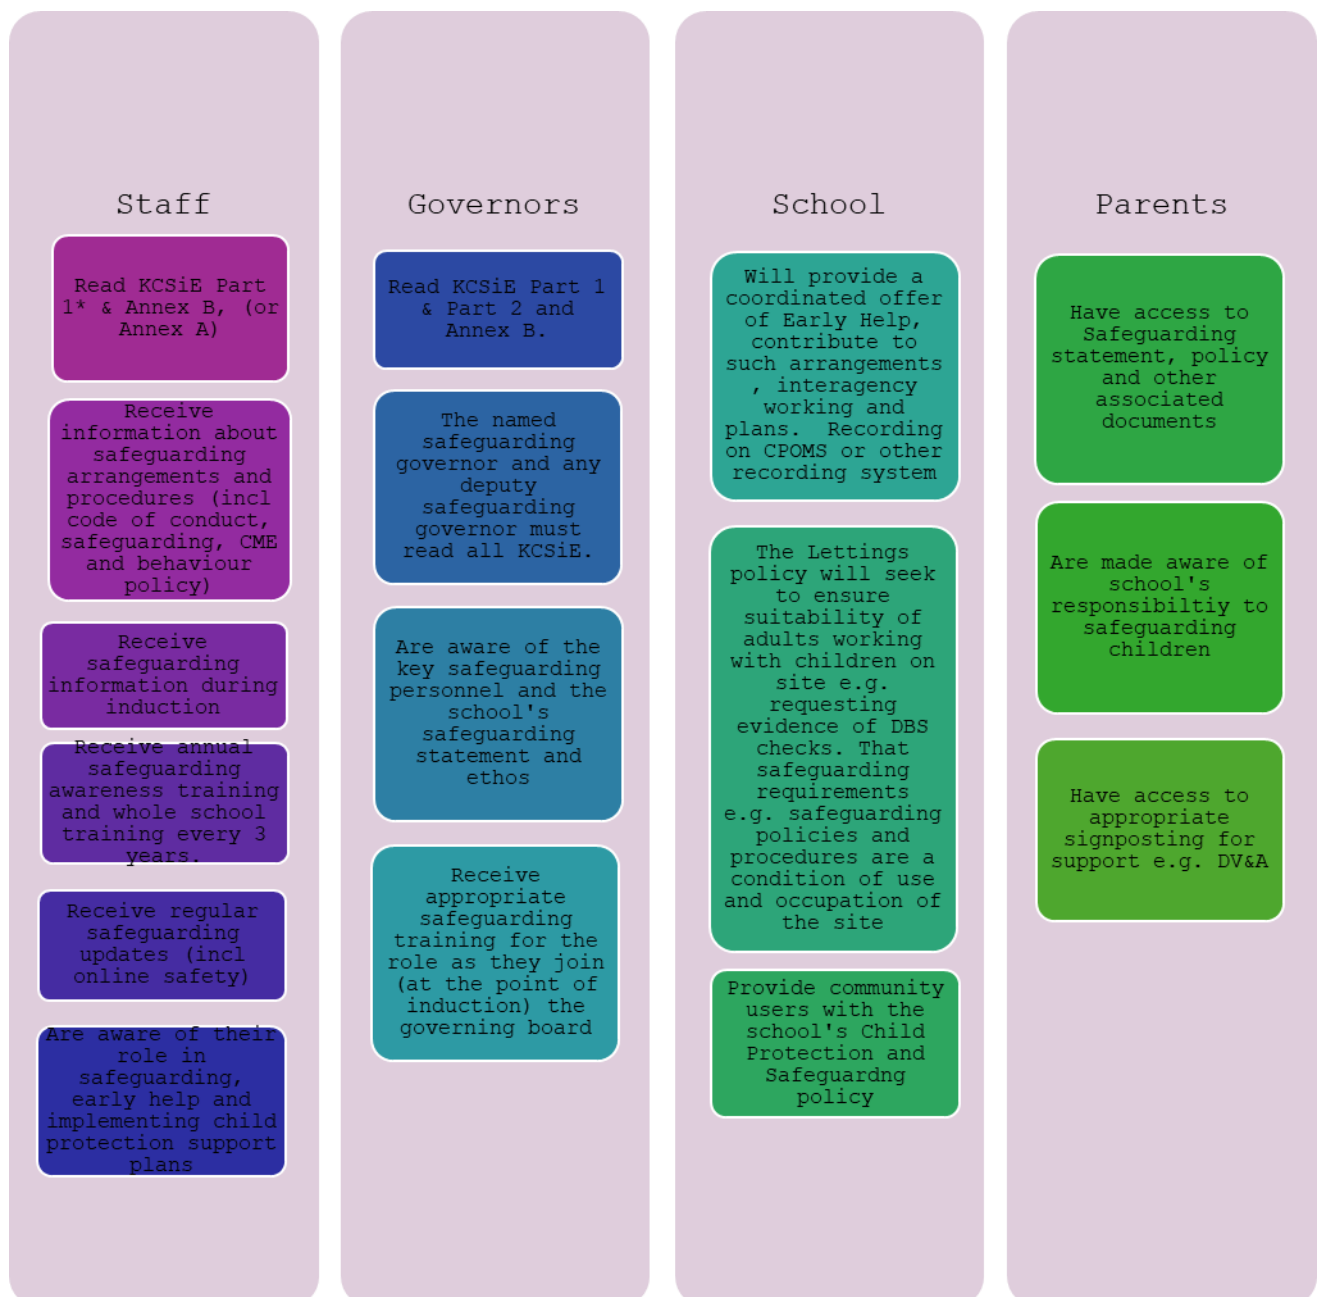 Staff
Read KCSiE Part
1* & Annex B, (or
Annex A)
Receive
information about
safeguarding
arrangements and
procedures (incl
code of conduct,
safeguarding, CME
and behaviour
policy)
Receive
safeguarding
information during
induction
Receive annual
safeguarding
awareness training
and whole school
training every 3
years.
Receive regular
safeguarding
updates (incl
online safety)
Are aware of their
role in
safeguarding,
early help and
implementing child
protection support
plans
Governors
Read KCSiE Part 1
& Part 2 and
Annex B.
The named
safeguarding
governor and any
deputy
safeguarding
governor must
read all KCSiE.
Are aware of the
key safeguarding
personnel and the
school's
safeguarding
statement and
ethos
Receive
appropriate
safeguarding
training for the
role as they join
(at the point of
induction) the
governing board
School
Will provide a
coordinated offer
of Early Help,
contribute to
such arrangements
, interagency
working and
plans.  Recording
on CPOMS or other
recording system
The Lettings
policy will seek
to ensure
suitability of
adults working
with children on
site e.g.
requesting
evidence of DBS
checks. That
safeguarding
requirements
e.g. safeguarding
policies and
procedures are a
condition of use
and occupation of
the site
Provide community
users with the
school's Child
Protection and
Safeguardng
policy
Parents
Have access to
Safeguarding
statement, policy
and other
associated
documents
Are made aware of
school's
responsibiltiy to
safeguarding
children
Have access to
appropriate
signposting for
support e.g. DV&A